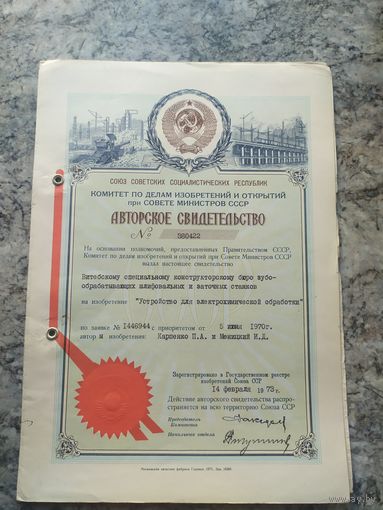 СОЮЗ СОВЕТСКИХ СОЦИАЛИСТИЧЕСКИХ РЕСПУБЛИК
КОМИТЕТ ПО ДЕЛАМ ИЗОБРЕТЕНИЙ И ОТКРЫТИЙ
при СОВЕТЕ МИНИСТРОВ СССР
АВТОРСКОЕ СВИДЕТЕЛЬСТВО
№ 380422
На основании полномочий, предоставленных Правительством СССР,
Комитет по делам изобретений и открытий при Совете Министров СССР
выдал настоящее свидетельство
Витебскому специальному конструкторскому бюро зубо-
обрабатывающих шлифовальных и заточных станков
на изобретение "Устройство для электрохимической обработки"
по заявке № 1446944 с приоритетом от 5 июня 1970г.
автор ы изобретения: Карпенко П.А. и Меницкий И.Д.
Зарегистрировано в Государственном реестре
изобретений Союза ССР
14 февраля 1973г.
Действие авторского свидетельства распро-
страняется на всю территорию Союза ССР
Председатель
Комитета
Начальник отдела
ay.by